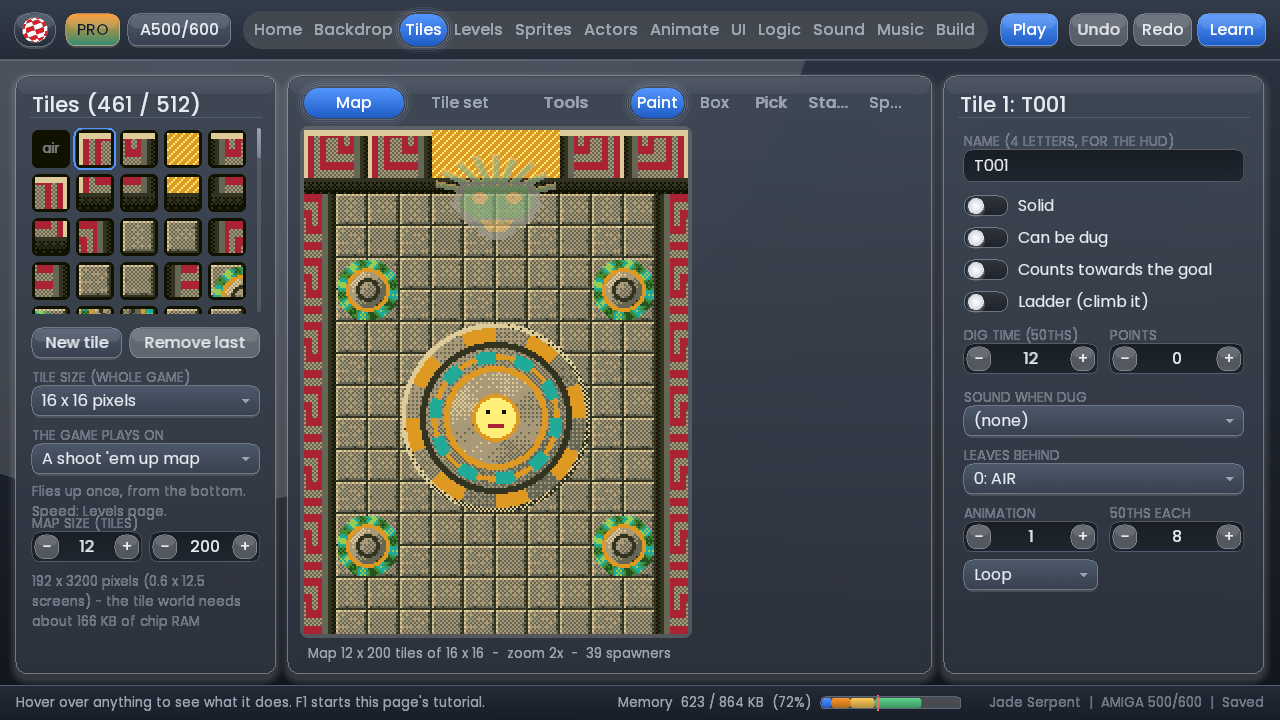 PRO
A500/600
Home
Backdrop
Tiles
Levels
Sprites
Actors
Animate
UI
Logic
Sound
Music
Build
Play
Undo
Redo
Learn
Tiles (461 / 512)
air
New tile
Remove last
TILE SIZE (WHOLE GAME)
16 x 16 pixels
THE GAME PLAYS ON
A shoot 'em up map
Flies up once, from the bottom.
Speed: Levels page.
MAP SIZE (TILES)
− 12 +
− 200 +
192 x 3200 pixels (0.6 x 12.5
screens) - the tile world needs
about 166 KB of chip RAM
Map
Tile set
Tools
Paint
Box
Pick
Sta...
Sp...
Map 12 x 200 tiles of 16 x 16 - zoom 2x - 39 spawners
Tile 1: T001
NAME (4 LETTERS, FOR THE HUD)
T001
Solid
Can be dug
Counts towards the goal
Ladder (climb it)
DIG TIME (50THS)
POINTS
− 12 +
− 0 +
SOUND WHEN DUG
(none)
LEAVES BEHIND
0: AIR
ANIMATION
50THS EACH
− 1 +
− 8 +
Loop
Hover over anything to see what it does. F1 starts this page's tutorial.
Memory 623 / 864 KB (72%)
Jade Serpent | AMIGA 500/600 | Saved